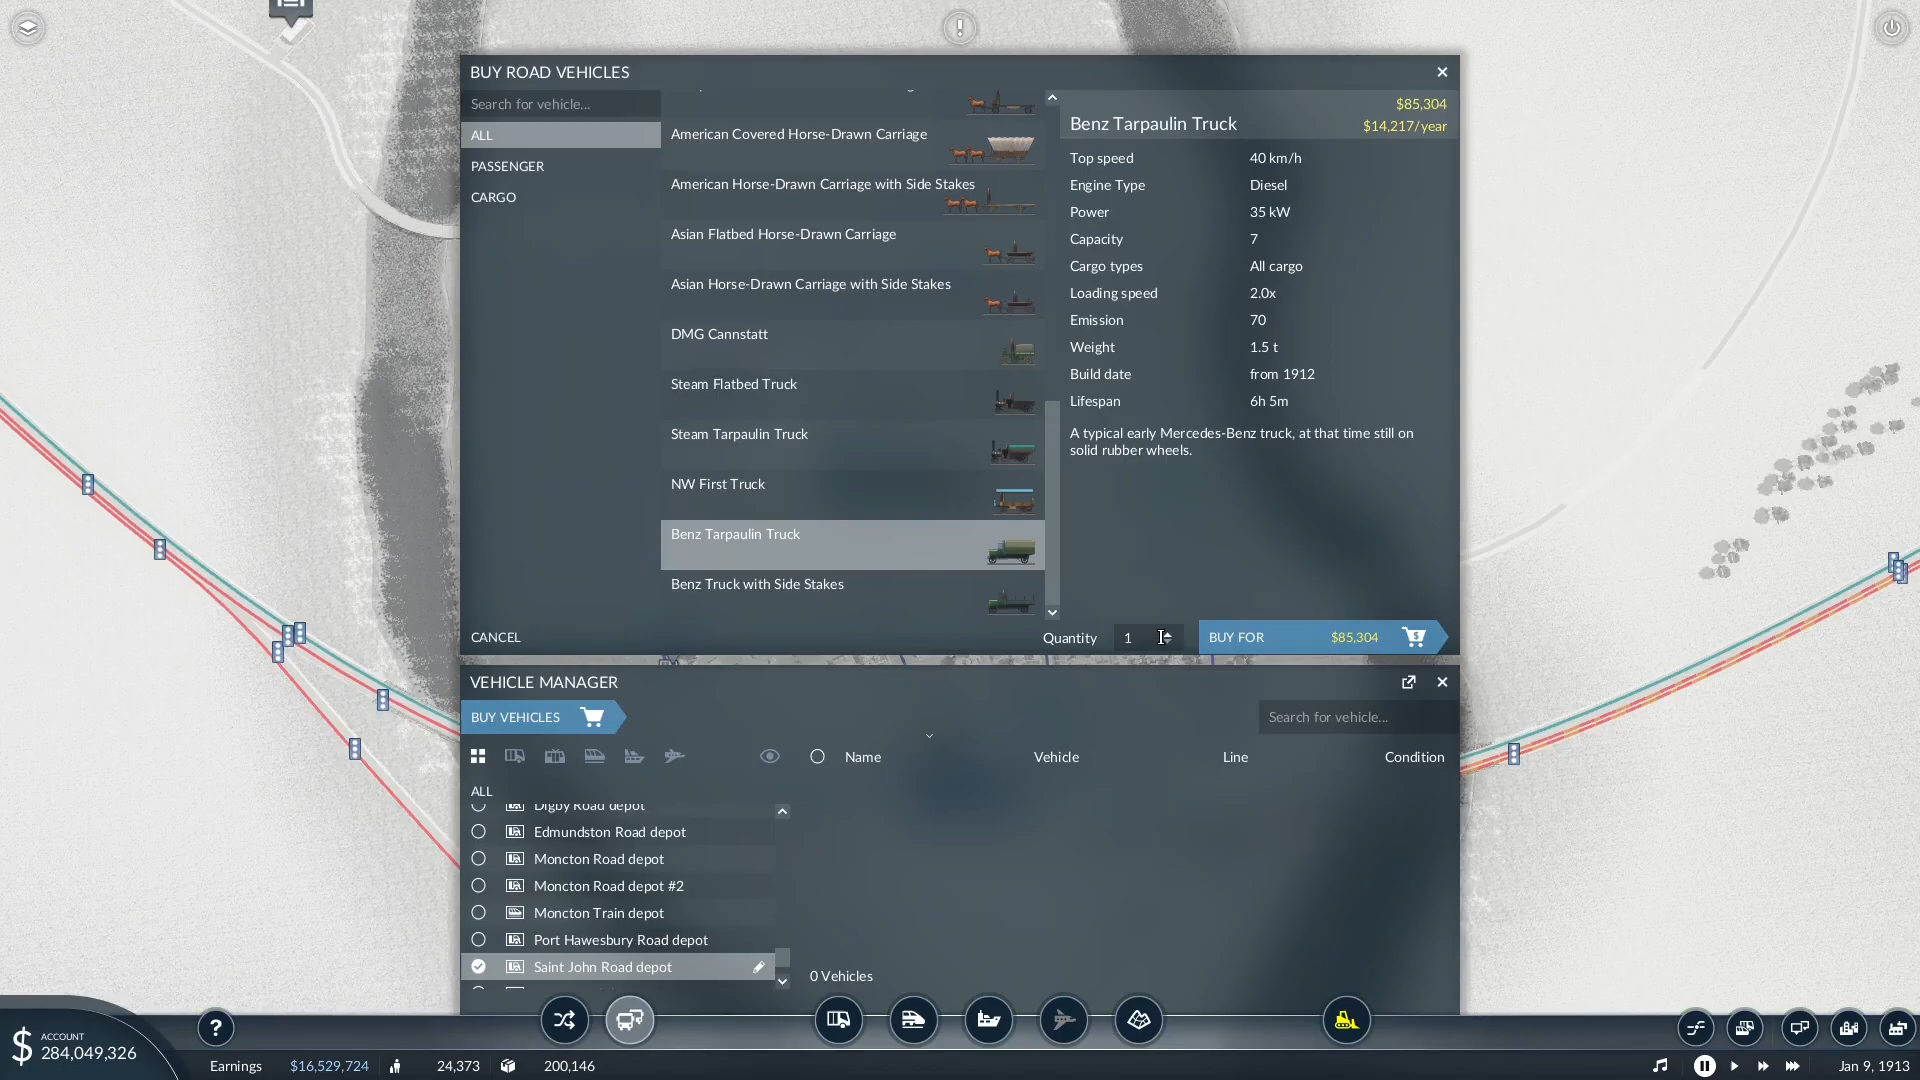 BUY ROAD VEHICLES
Search for vehicle...
ALL
PASSENGER
CARGO
American Covered Horse-Drawn Carriage
American Horse-Drawn Carriage with Side Stakes
Asian Flatbed Horse-Drawn Carriage
Asian Horse-Drawn Carriage with Side Stakes
DMG Cannstatt
Steam Flatbed Truck
Steam Tarpaulin Truck
NW First Truck
Benz Tarpaulin Truck
Benz Truck with Side Stakes
$85,304
Benz Tarpaulin Truck $14,217/year
Top speed 40 km/h
Engine Type Diesel
Power 35 kW
Capacity 7
Cargo types All cargo
Loading speed 2.0x
Emission 70
Weight 1.5 t
Build date from 1912
Lifespan 6h 5m
A typical early Mercedes-Benz truck, at that time still on
solid rubber wheels.
CANCEL Quantity 1 BUY FOR $85,304
VEHICLE MANAGER
BUY VEHICLES Search for vehicle...
Name Vehicle Line Condition
ALL
Digby Road depot
Edmundston Road depot
Moncton Road depot
Moncton Road depot #2
Moncton Train depot
Port Hawesbury Road depot
Saint John Road depot
0 Vehicles
ACCOUNT
$ 284,049,326
?
Earnings $16,529,724 24,373 200,146 Jan 9, 1913